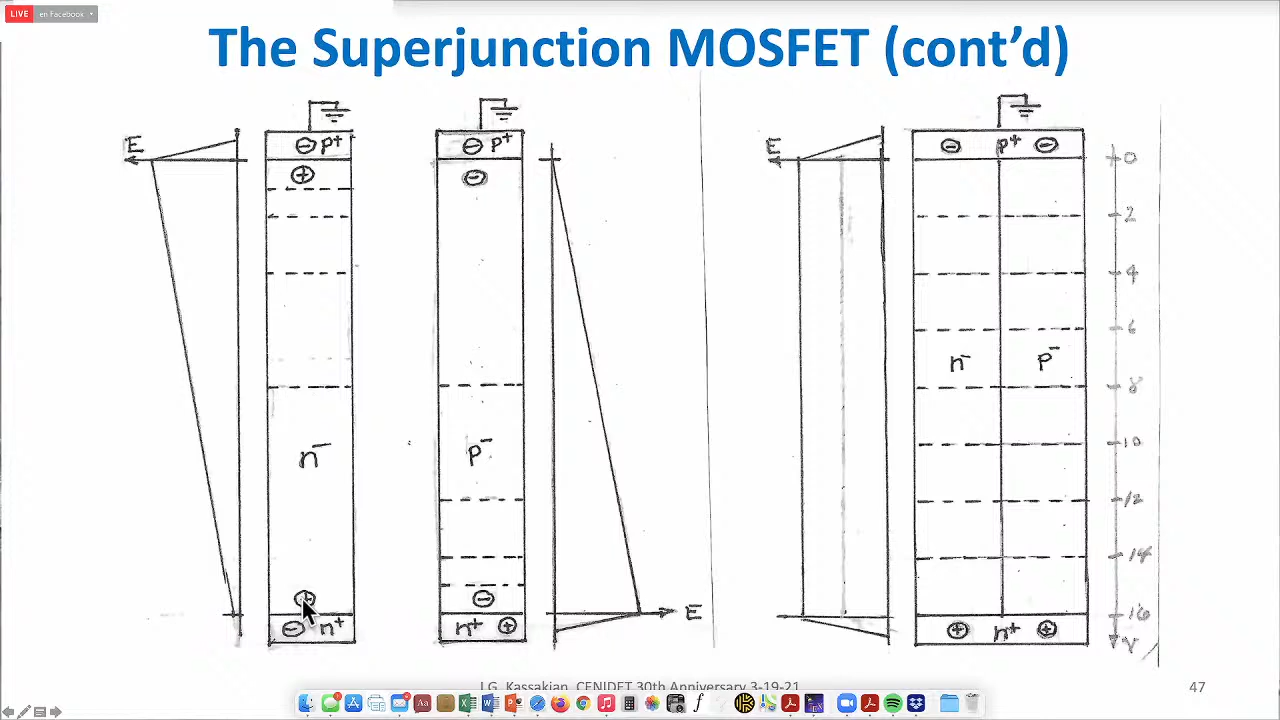 LIVE en Facebook
The Superjunction MOSFET (cont'd)
E
⊖ p+
⊕
n-
⊕
⊖ n+
p+
⊖
⊖
p-
⊖
n+ ⊕
E
E
⊖ p+ ⊖
n- p-
⊕ n+ ⊕
0
2
4
6
8
10
12
14
16
V
J.G. Kassakian CENIDET 30th Anniversary 3-19-21
47